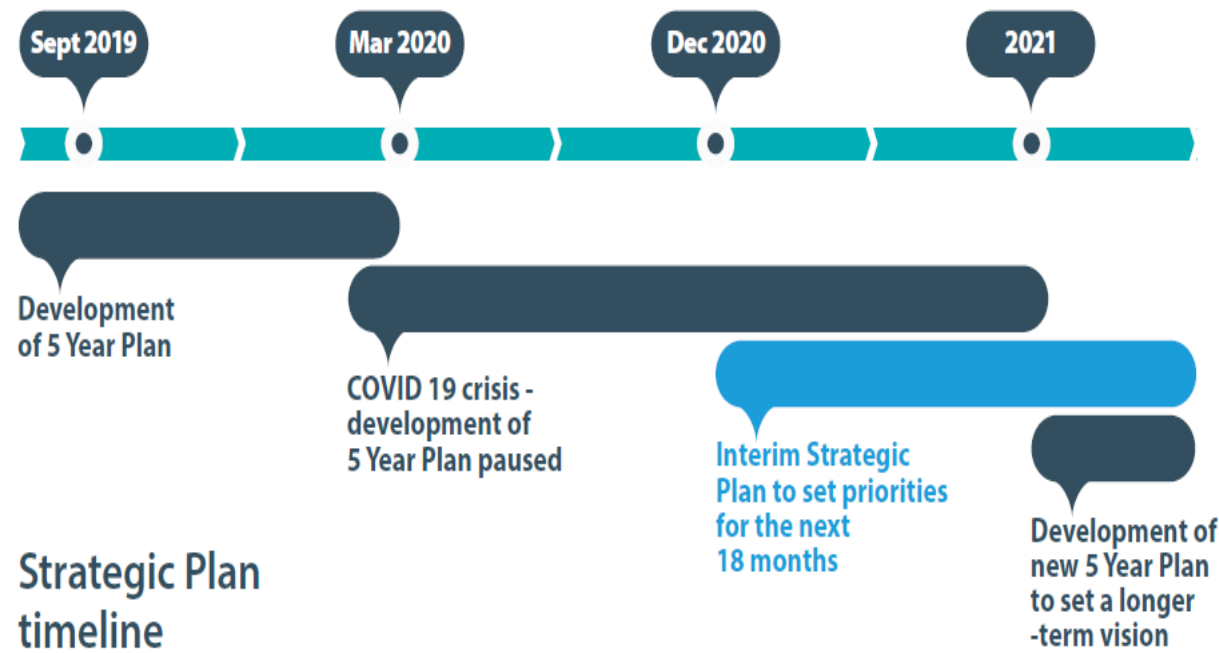 Sept 2019
Mar 2020
Dec 2020
2021
Development
of 5 Year Plan
COVID 19 crisis -
development of
5 Year Plan paused
Interim Strategic
Plan to set priorities
for the next
18 months
Development of
new 5 Year Plan
to set a longer
-term vision
Strategic Plan
timeline